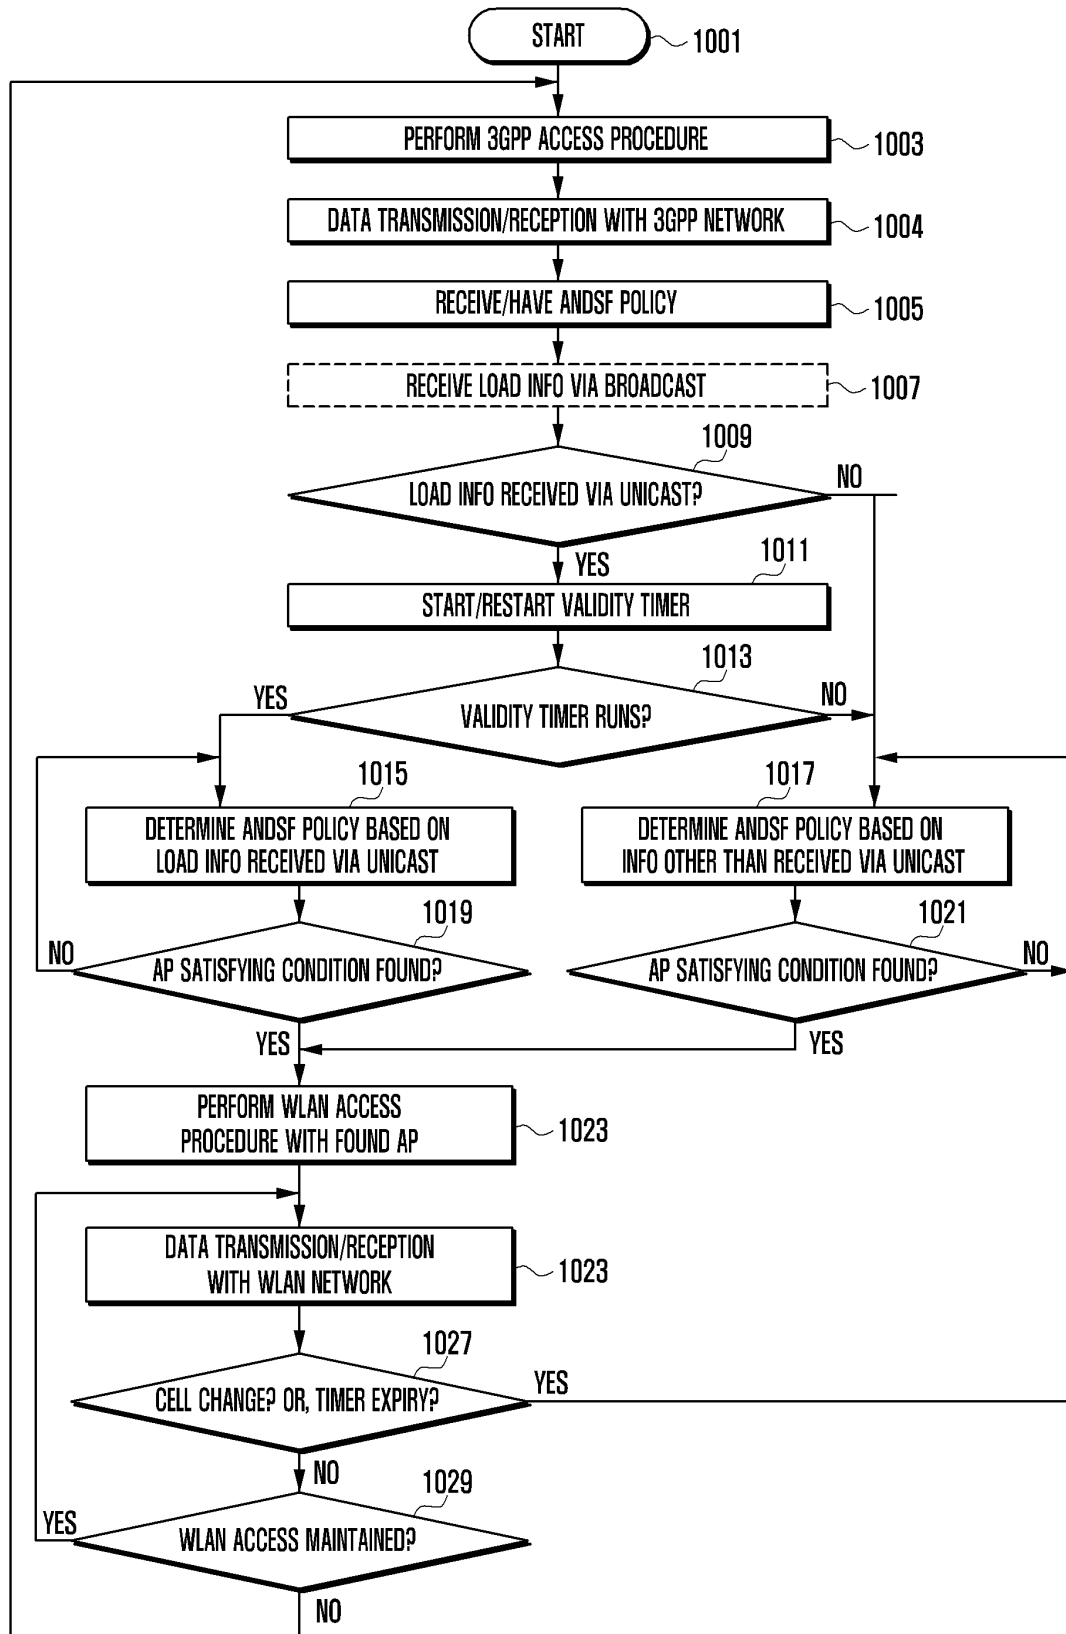 START
1001
PERFORM 3GPP ACCESS PROCEDURE
1003
DATA TRANSMISSION/RECEPTION WITH 3GPP NETWORK
1004
RECEIVE/HAVE ANDSF POLICY
1005
RECEIVE LOAD INFO VIA BROADCAST
1007
1009
LOAD INFO RECEIVED VIA UNICAST?
NO
YES
1011
START/RESTART VALIDITY TIMER
1013
YES
VALIDITY TIMER RUNS?
NO
1015
DETERMINE ANDSF POLICY BASED ON
LOAD INFO RECEIVED VIA UNICAST
1017
DETERMINE ANDSF POLICY BASED ON
INFO OTHER THAN RECEIVED VIA UNICAST
1019
NO
AP SATISFYING CONDITION FOUND?
YES
1021
AP SATISFYING CONDITION FOUND?
NO
YES
PERFORM WLAN ACCESS
PROCEDURE WITH FOUND AP
1023
DATA TRANSMISSION/RECEPTION
WITH WLAN NETWORK
1023
1027
CELL CHANGE? OR, TIMER EXPIRY?
YES
NO
1029
YES
WLAN ACCESS MAINTAINED?
NO